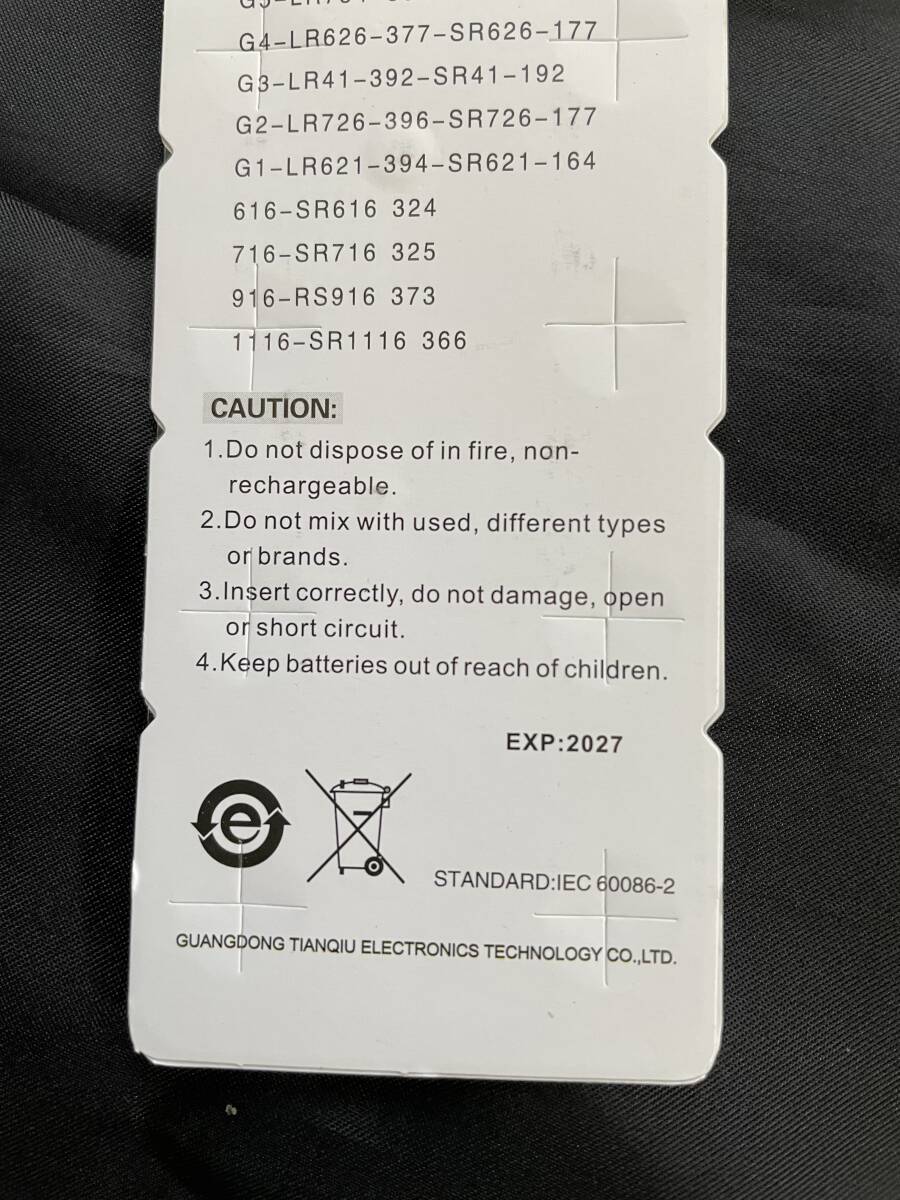 G4-LR626-377-SR626-177
G3-LR41-392-SR41-192
G2-LR726-396-SR726-177
G1-LR621-394-SR621-164
616-SR616 324
716-SR716 325
916-RS916 373
1116-SR1116 366
CAUTION:
1.Do not dispose of in fire, non-
rechargeable.
2.Do not mix with used, different types
or brands.
3.Insert correctly, do not damage, open
or short circuit.
4.Keep batteries out of reach of children.
EXP:2027
e
STANDARD:IEC 60086-2
GUANGDONG TIANQIU ELECTRONICS TECHNOLOGY CO.,LTD.